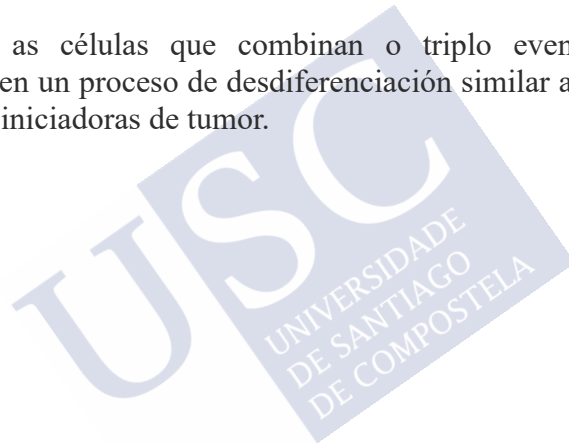 as células que combinan o triplo even
en un proceso de desdiferenciación similar a
iniciadoras de tumor.
USC
UNIVERSIDADE
DE SANTIAGO
DE COMPOSTELA